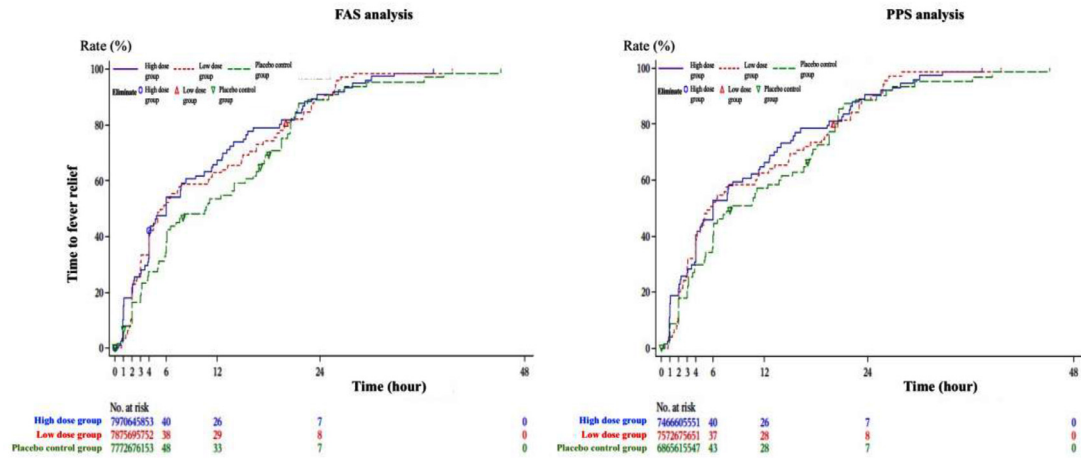 FAS analysis
Rate (%)
High dose group
Low dose group
Placebo control group
Eliminate
High dose group
Low dose group
Placebo control group
100
80
60
40
20
0
Time to fever relief
0 1 2 3 4 6 12 24 48
Time (hour)
No. at risk
High dose group 7970645853 40 26 7 0
Low dose group 7875695752 38 29 8 0
Placebo control group 7772676153 48 33 7 0
PPS analysis
Rate (%)
High dose group
Low dose group
Placebo control group
Eliminate
High dose group
Low dose group
Placebo control group
100
80
60
40
20
0
0 1 2 3 4 6 12 24 48
Time (hour)
No. at risk
High dose group 7466605551 40 26 7 0
Low dose group 7572675651 37 28 8 0
Placebo control group 6865615547 43 28 7 0